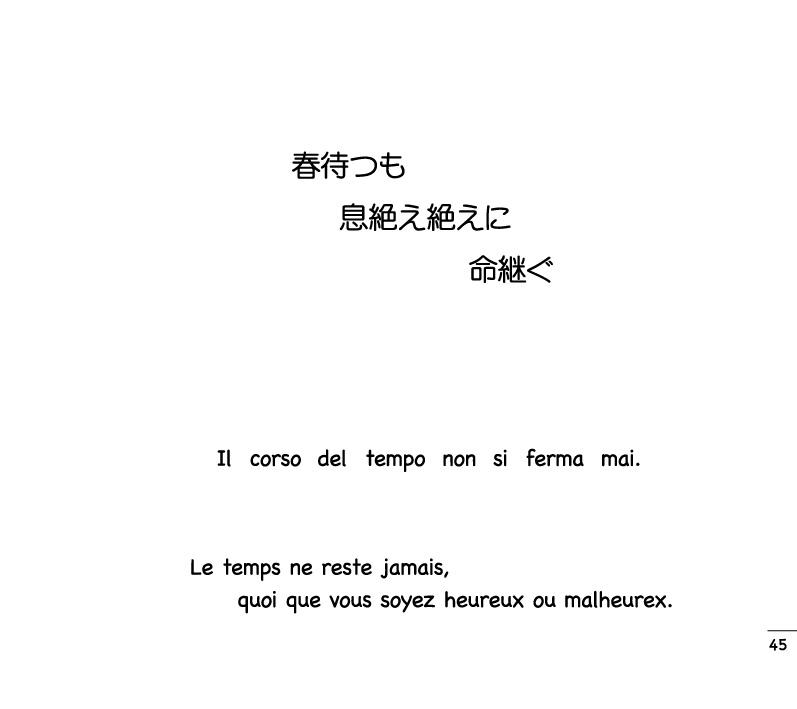 春待つも
息絶え絶えに
命継ぐ
Il corso del tempo non si ferma mai.
Le temps ne reste jamais,
quoi que vous soyez heureux ou malheurex.
45